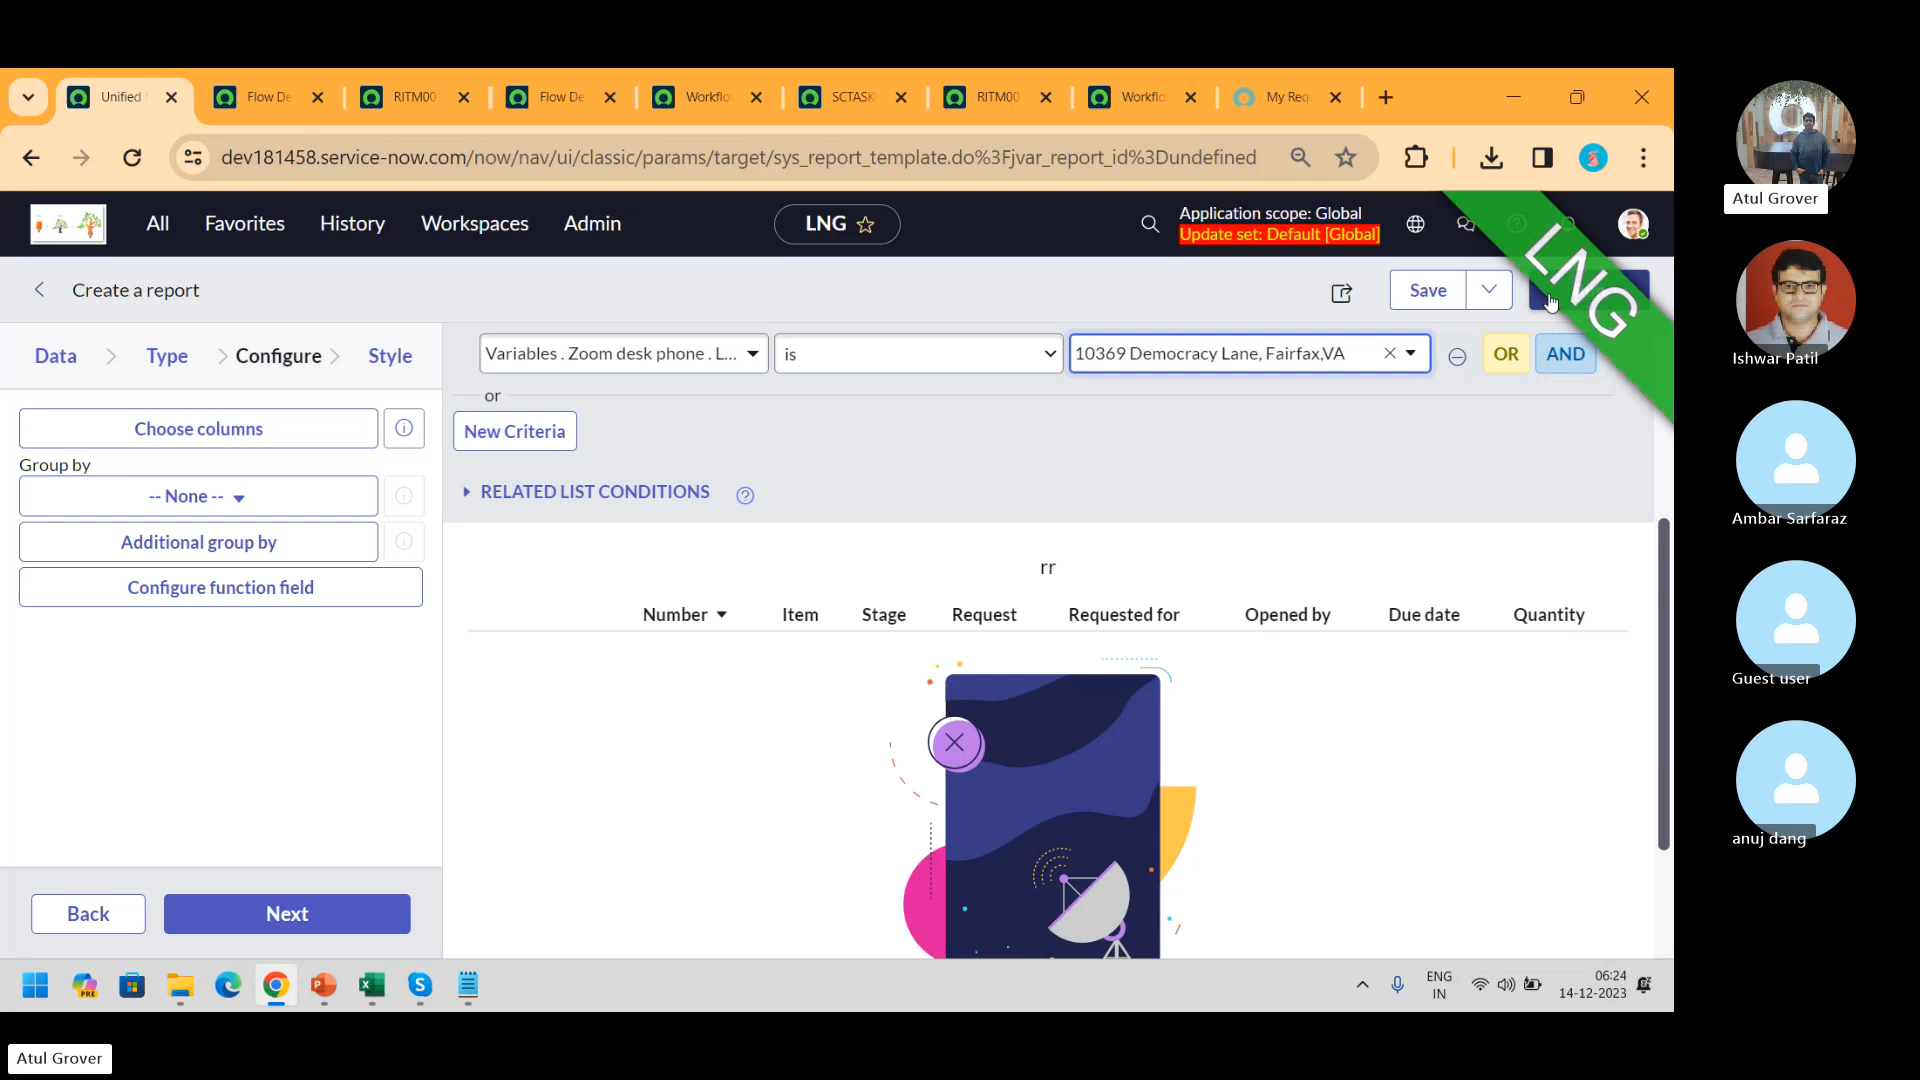 Unified
Flow De
RITM00
Flow De
Workflo
SCTASK
RITM00
Workflo
My Req
dev181458.service-now.com/now/nav/ui/classic/params/target/sys_report_template.do%3Fjvar_report_id%3Dundefined
All
Favorites
History
Workspaces
Admin
LNG
Application scope: Global
Update set: Default [Global]
LNG
Create a report
Save
Data
Type
Configure
Style
Variables . Zoom desk phone . L...
is
10369 Democracy Lane, Fairfax,VA
OR
AND
or
New Criteria
Choose columns
Group by
-- None --
Additional group by
Configure function field
RELATED LIST CONDITIONS
rr
Number
Item
Stage
Request
Requested for
Opened by
Due date
Quantity
Back
Next
PRE
ENG
IN
06:24
14-12-2023
Atul Grover
Ishwar Patil
Ambar Sarfaraz
Guest user
anuj dang
Atul Grover